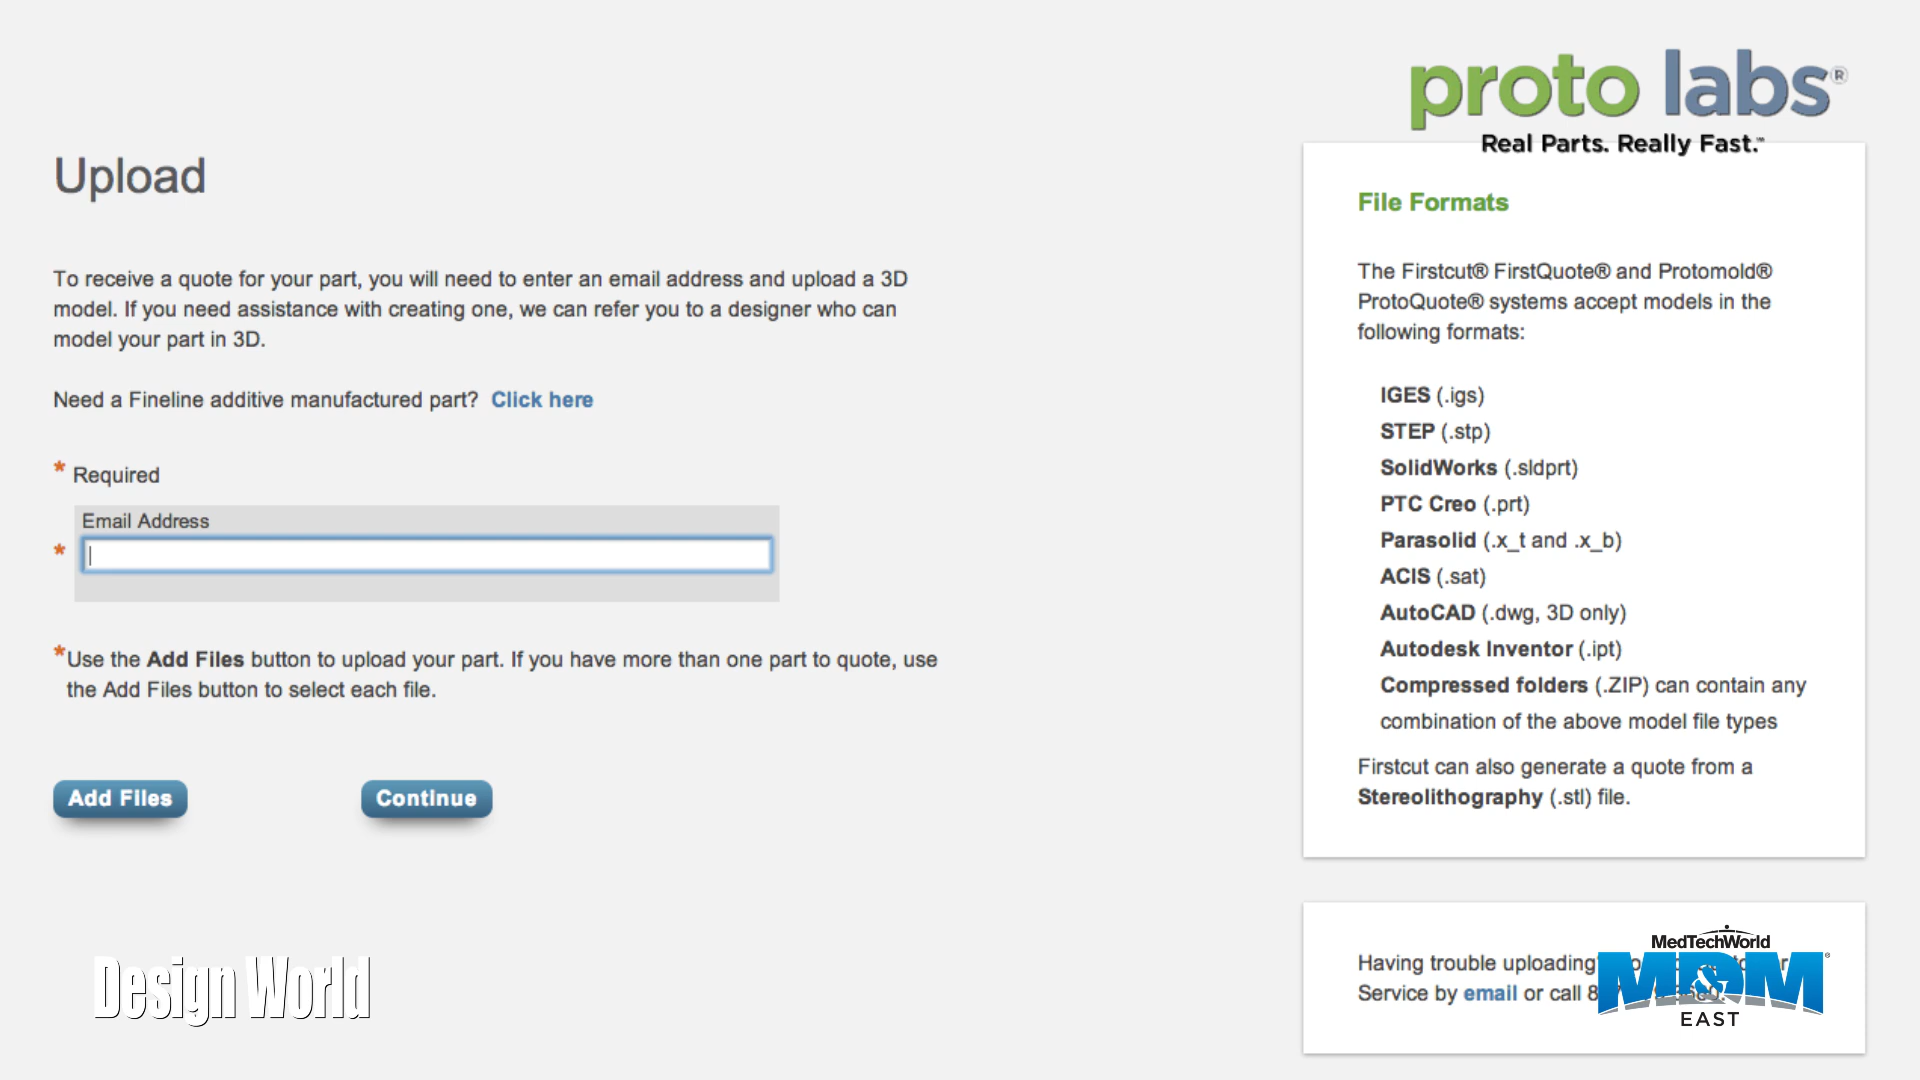 proto labs®
Real Parts. Really Fast.™
Upload
To receive a quote for your part, you will need to enter an email address and upload a 3D
model. If you need assistance with creating one, we can refer you to a designer who can
model your part in 3D.
Need a Fineline additive manufactured part? Click here
* Required
Email Address
*
*Use the Add Files button to upload your part. If you have more than one part to quote, use
the Add Files button to select each file.
Add Files
Continue
File Formats
The Firstcut® FirstQuote® and Protomold®
ProtoQuote® systems accept models in the
following formats:
IGES (.igs)
STEP (.stp)
SolidWorks (.sldprt)
PTC Creo (.prt)
Parasolid (.x_t and .x_b)
ACIS (.sat)
AutoCAD (.dwg, 3D only)
Autodesk Inventor (.ipt)
Compressed folders (.ZIP) can contain any
combination of the above model file types
Firstcut can also generate a quote from a
Stereolithography (.stl) file.
Having trouble uploading
Service by email or call
Design World
MedTechWorld
MD&M®
EAST